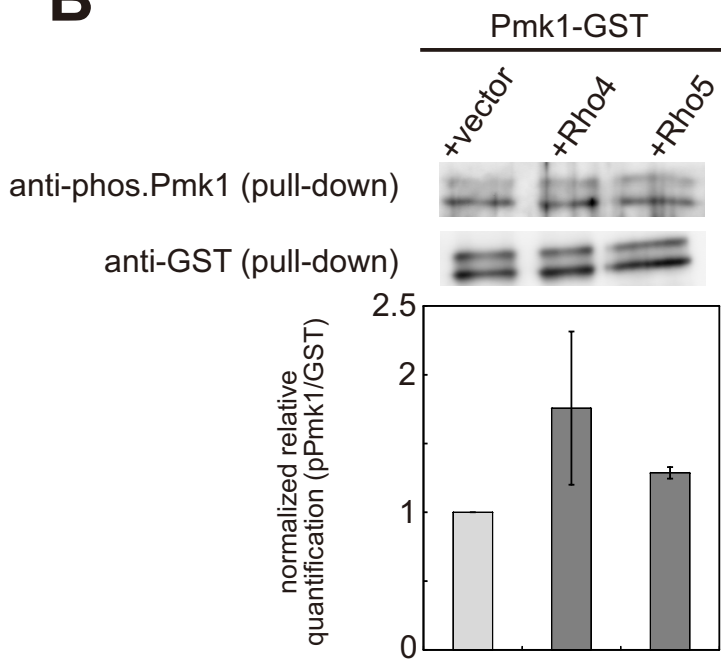 B
Pmk1-GST
+vector
+Rho4
+Rho5
anti-phos.Pmk1 (pull-down)
anti-GST (pull-down)
normalized relative
quantification (pPmk1/GST)
2.5
2
1
0